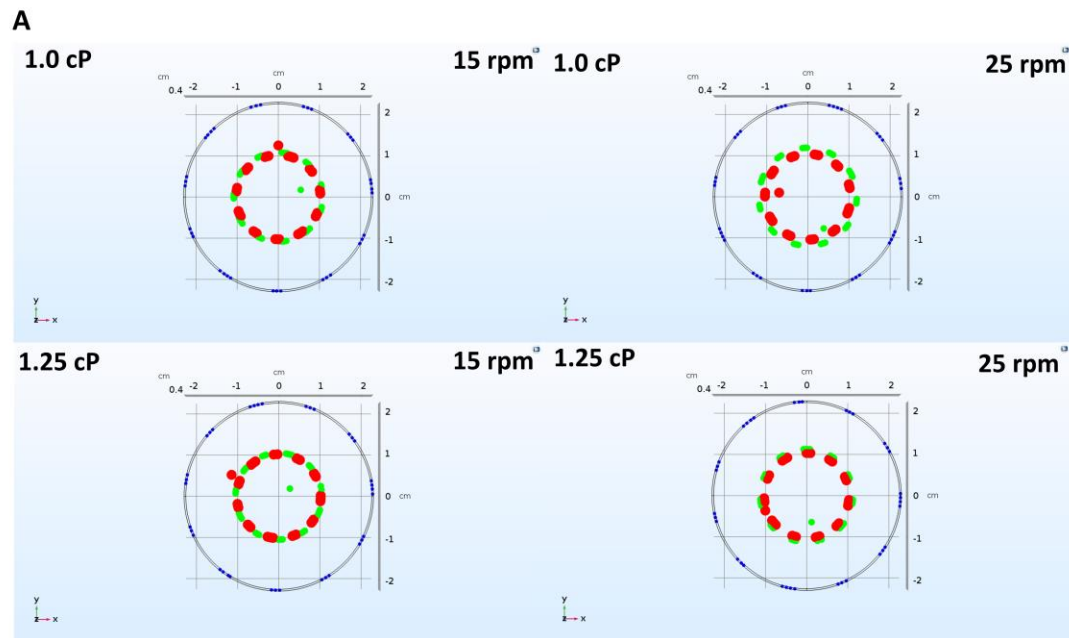 A
1.0 cP 15 rpm
cm
cm
0.4 -2 -1 0 1 2
2
1
0 cm
-1
-2
y
z x
1.0 cP 25 rpm
cm
cm
0.4 -2 -1 0 1 2
2
1
0 cm
-1
-2
y
z x
1.25 cP 15 rpm
cm
cm
0.4 -2 -1 0 1 2
2
1
0 cm
-1
-2
y
z x
1.25 cP 25 rpm
cm
cm
0.4 -2 -1 0 1 2
2
1
0 cm
-1
-2
y
z x